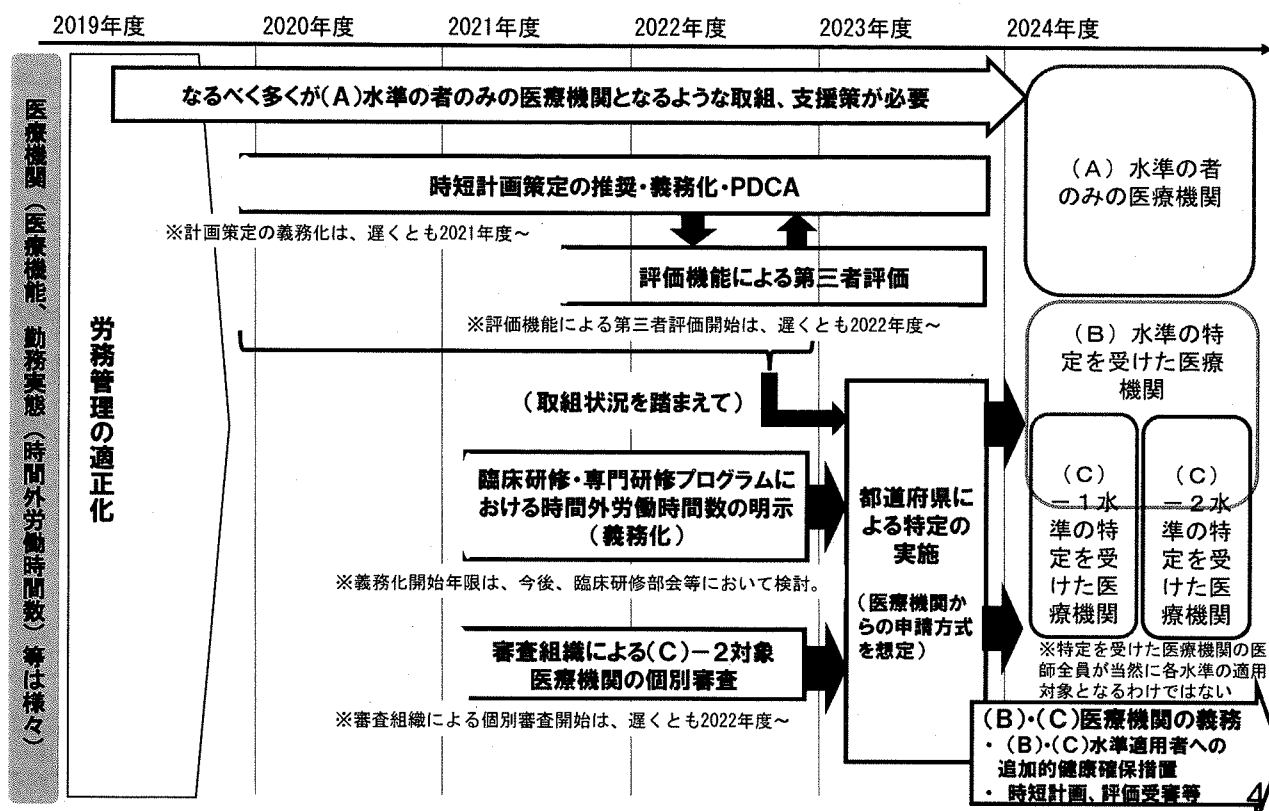 2019年度
2020年度
2021年度
2022年度
2023年度
2024年度
医療機関（医療機能、勤務実態（時間外労働時間数）等は様々）
労務管理の適正化
なるべく多くが(A)水準の者のみの医療機関となるような取組、支援策が必要
時短計画策定の推奨・義務化・PDCA
※計画策定の義務化は、遅くとも2021年度～
評価機能による第三者評価
※評価機能による第三者評価開始は、遅くとも2022年度～
（取組状況を踏まえて）
臨床研修・専門研修プログラムに
おける時間外労働時間数の明示
（義務化）
※義務化開始年限は、今後、臨床研修部会等において検討。
審査組織による(C)－2対象
医療機関の個別審査
※審査組織による個別審査開始は、遅くとも2022年度～
都道府県に
よる特定の
実施
（医療機関か
らの申請方式
を想定）
（A）水準の者
のみの医療機関
（B）水準の特
定を受けた医療
機関
（C）
－1水
準の特
定を受
けた医
療機関
（C）
－2水
準の特
定を受
けた医
療機関
※特定を受けた医療機関の医
師全員が当然に各水準の適用
対象となるわけではない
(B)・(C)医療機関の義務
・（B)・(C)水準適用者への
追加的健康確保措置
・ 時短計画、評価受審等
4